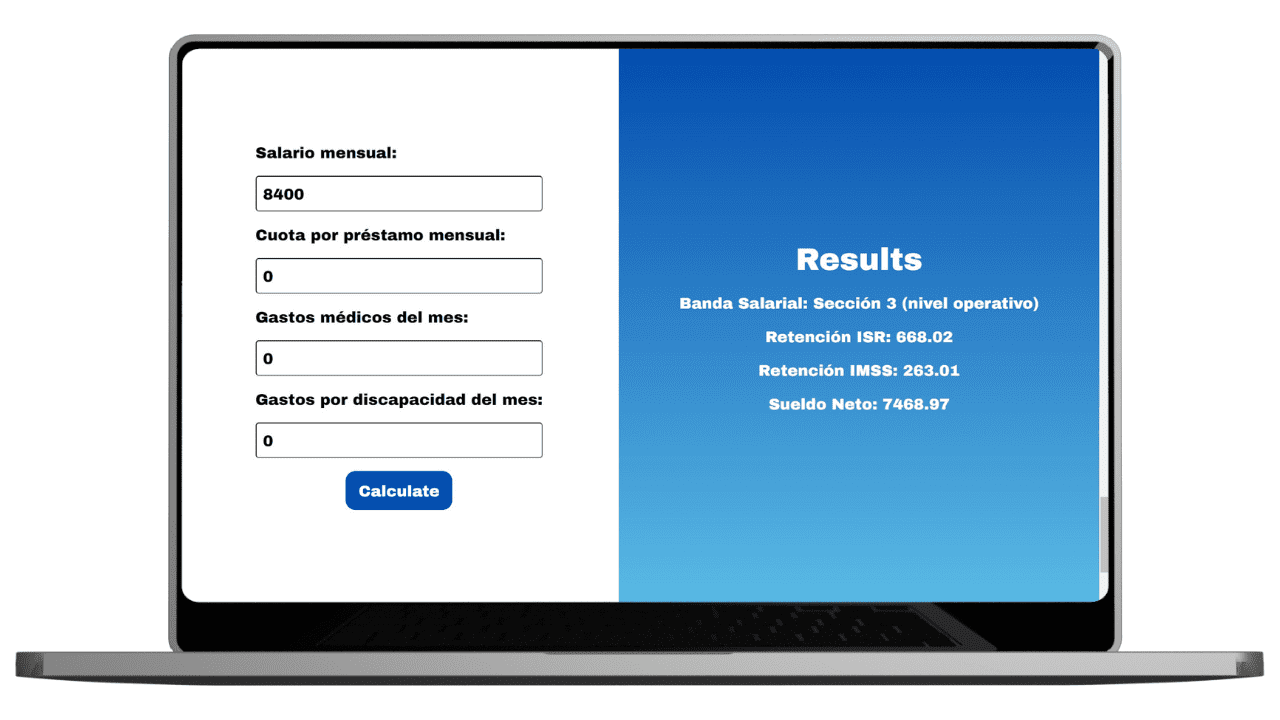 Salario mensual:
8400
Cuota por préstamo mensual:
0
Gastos médicos del mes:
0
Gastos por discapacidad del mes:
0
Calculate
Results
Banda Salarial: Sección 3 (nivel operativo)
Retención ISR: 668.02
Retención IMSS: 263.01
Sueldo Neto: 7468.97